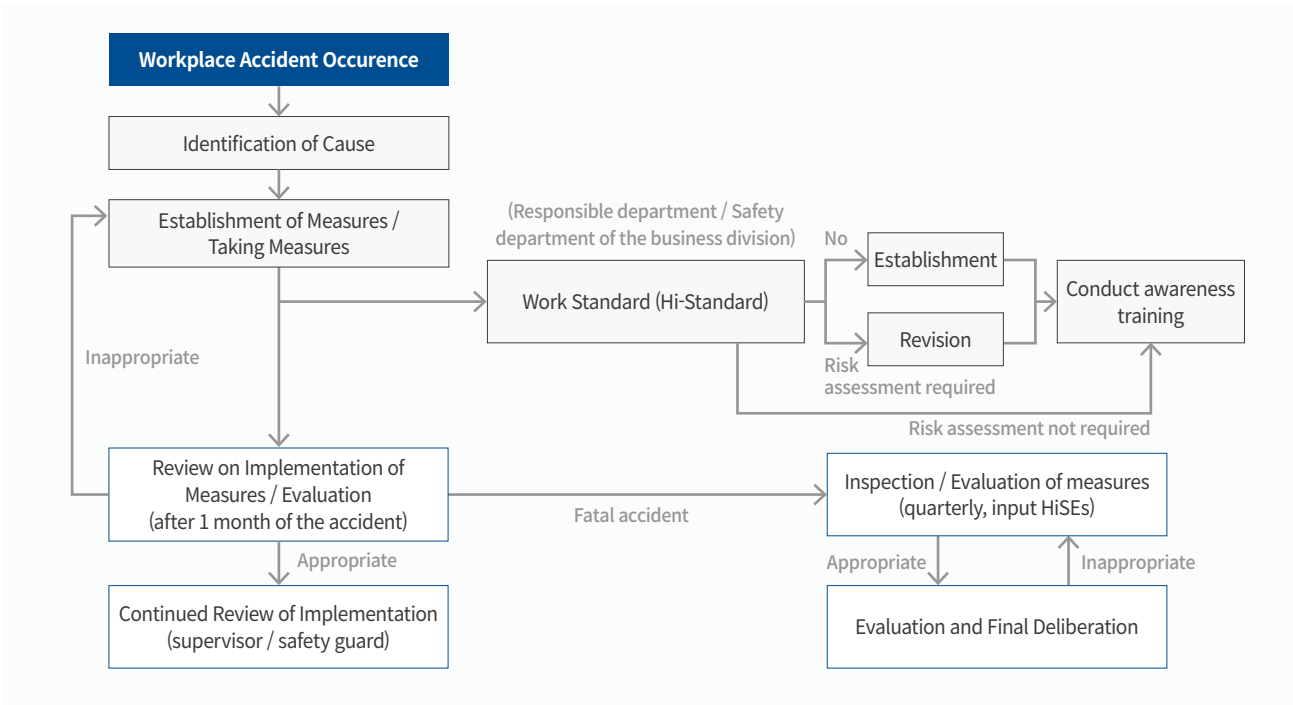 Workplace Accident Occurence
Identification of Cause
Establishment of Measures /
Taking Measures
(Responsible department / Safety
department of the business division)
Work Standard (Hi-Standard)
No
Establishment
Revision
Risk
assessment required
Conduct awareness
training
Risk assessment not required
Inappropriate
Review on Implementation of
Measures / Evaluation
(after 1 month of the accident)
Fatal accident
Inspection / Evaluation of measures
(quarterly, input HiSEs)
Appropriate
Continued Review of Implementation
(supervisor / safety guard)
Appropriate
Inappropriate
Evaluation and Final Deliberation